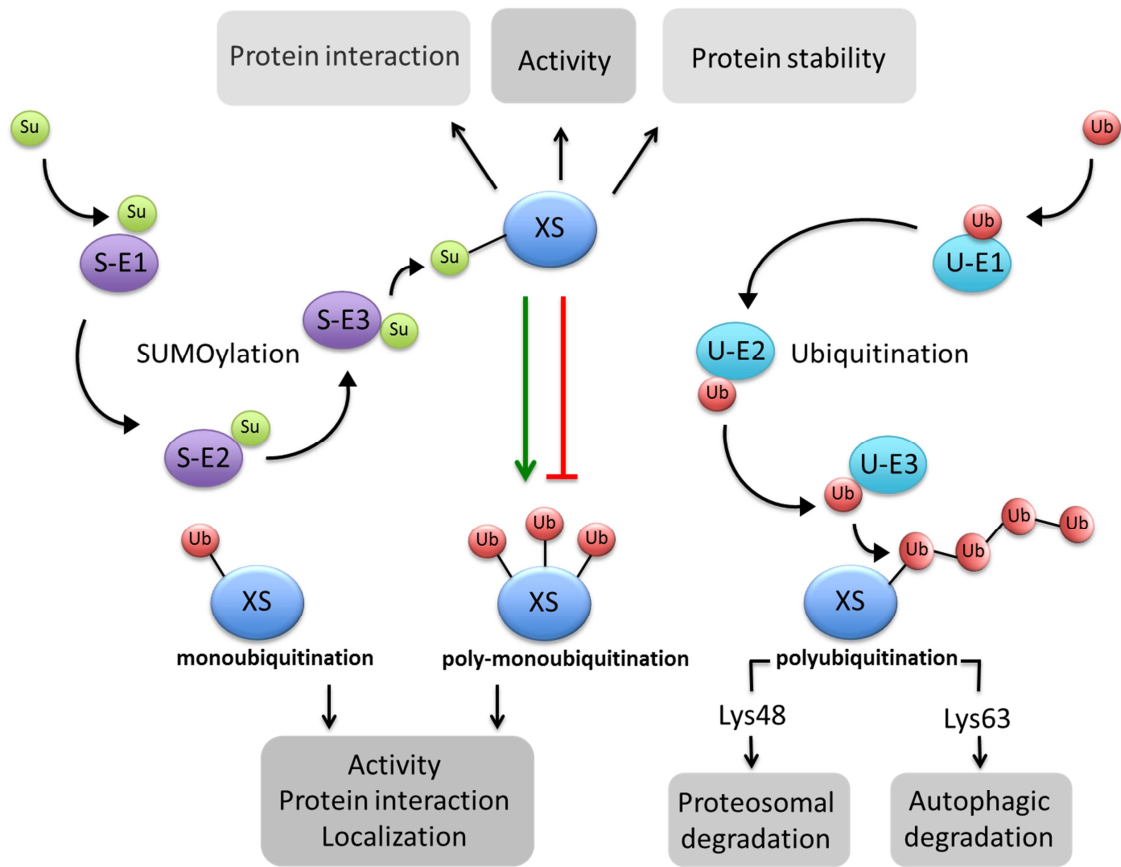 Protein interaction
Activity
Protein stability
Su
Su
S-E1
SUMOylation
S-E2
Su
S-E3
Su
Su
XS
Ub
Ub
U-E1
U-E2
Ub
Ubiquitination
U-E3
Ub
Ub
Ub
Ub
Ub
XS
polyubiquitination
Ub
XS
monoubiquitination
Ub
Ub
Ub
XS
poly-monoubiquitination
Activity
Protein interaction
Localization
Lys48
Lys63
Proteosomal
degradation
Autophagic
degradation